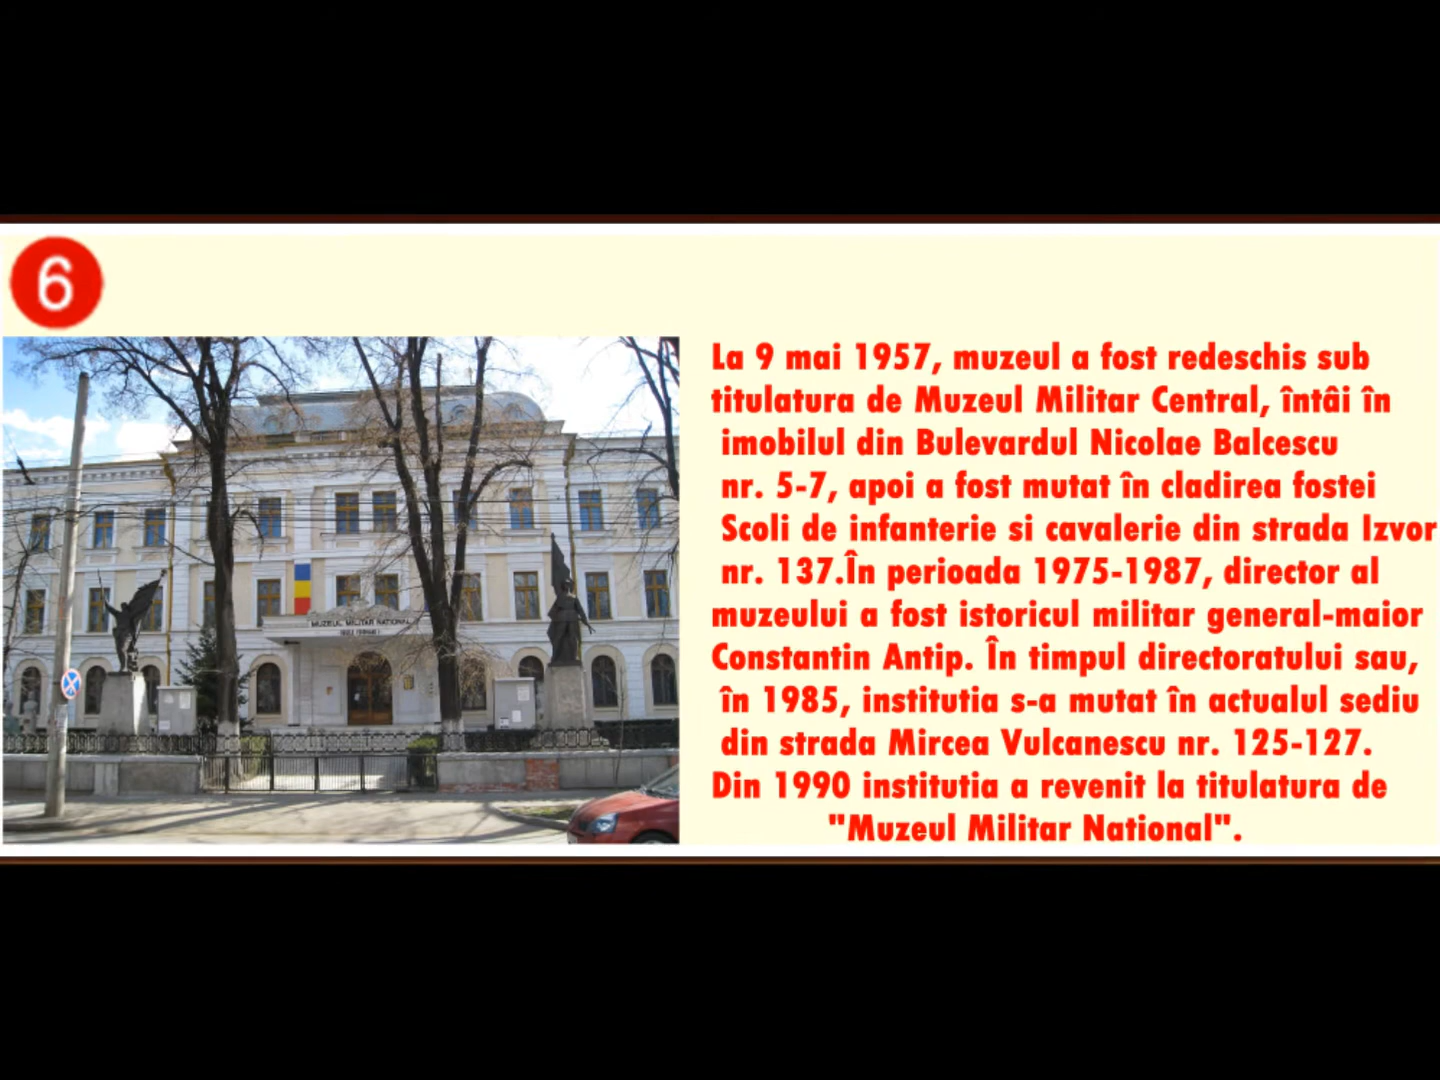 6
La 9 mai 1957, muzeul a fost redeschis sub
titulatura de Muzeul Militar Central, întâi în
imobilul din Bulevardul Nicolae Balcescu
nr. 5-7, apoi a fost mutat în cladirea fostei
Scoli de infanterie si cavalerie din strada Izvor
nr. 137.În perioada 1975-1987, director al
muzeului a fost istoricul militar general-maior
Constantin Antip. În timpul directoratului sau,
în 1985, institutia s-a mutat în actualul sediu
din strada Mircea Vulcanescu nr. 125-127.
Din 1990 institutia a revenit la titulatura de
"Muzeul Militar National".
MUZEUL MILITAR NATIONAL